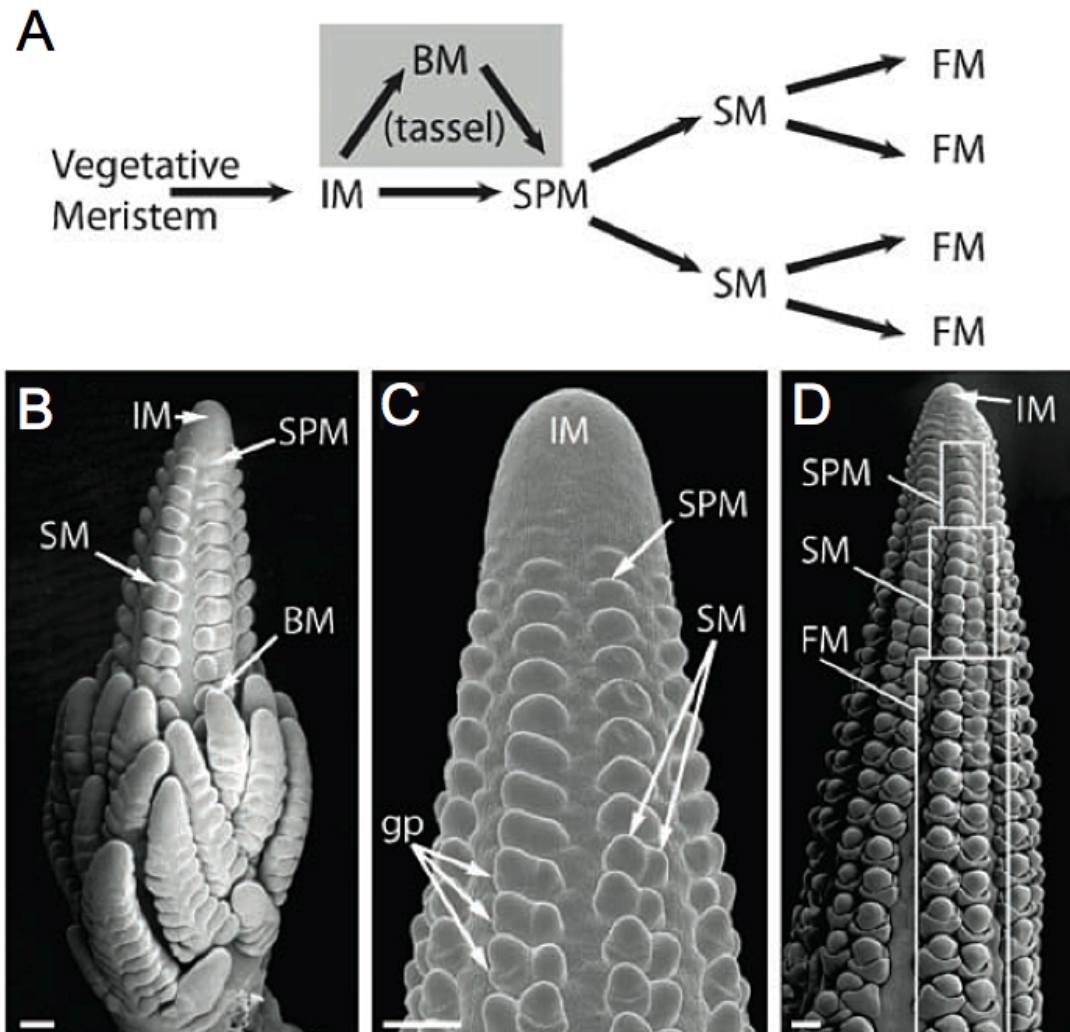 A
BM
(tassel)
Vegetative
Meristem
IM
SPM
SM
SM
FM
FM
FM
FM
B
IM
SPM
SM
BM
C
IM
SPM
SM
gp
D
IM
SPM
SM
FM